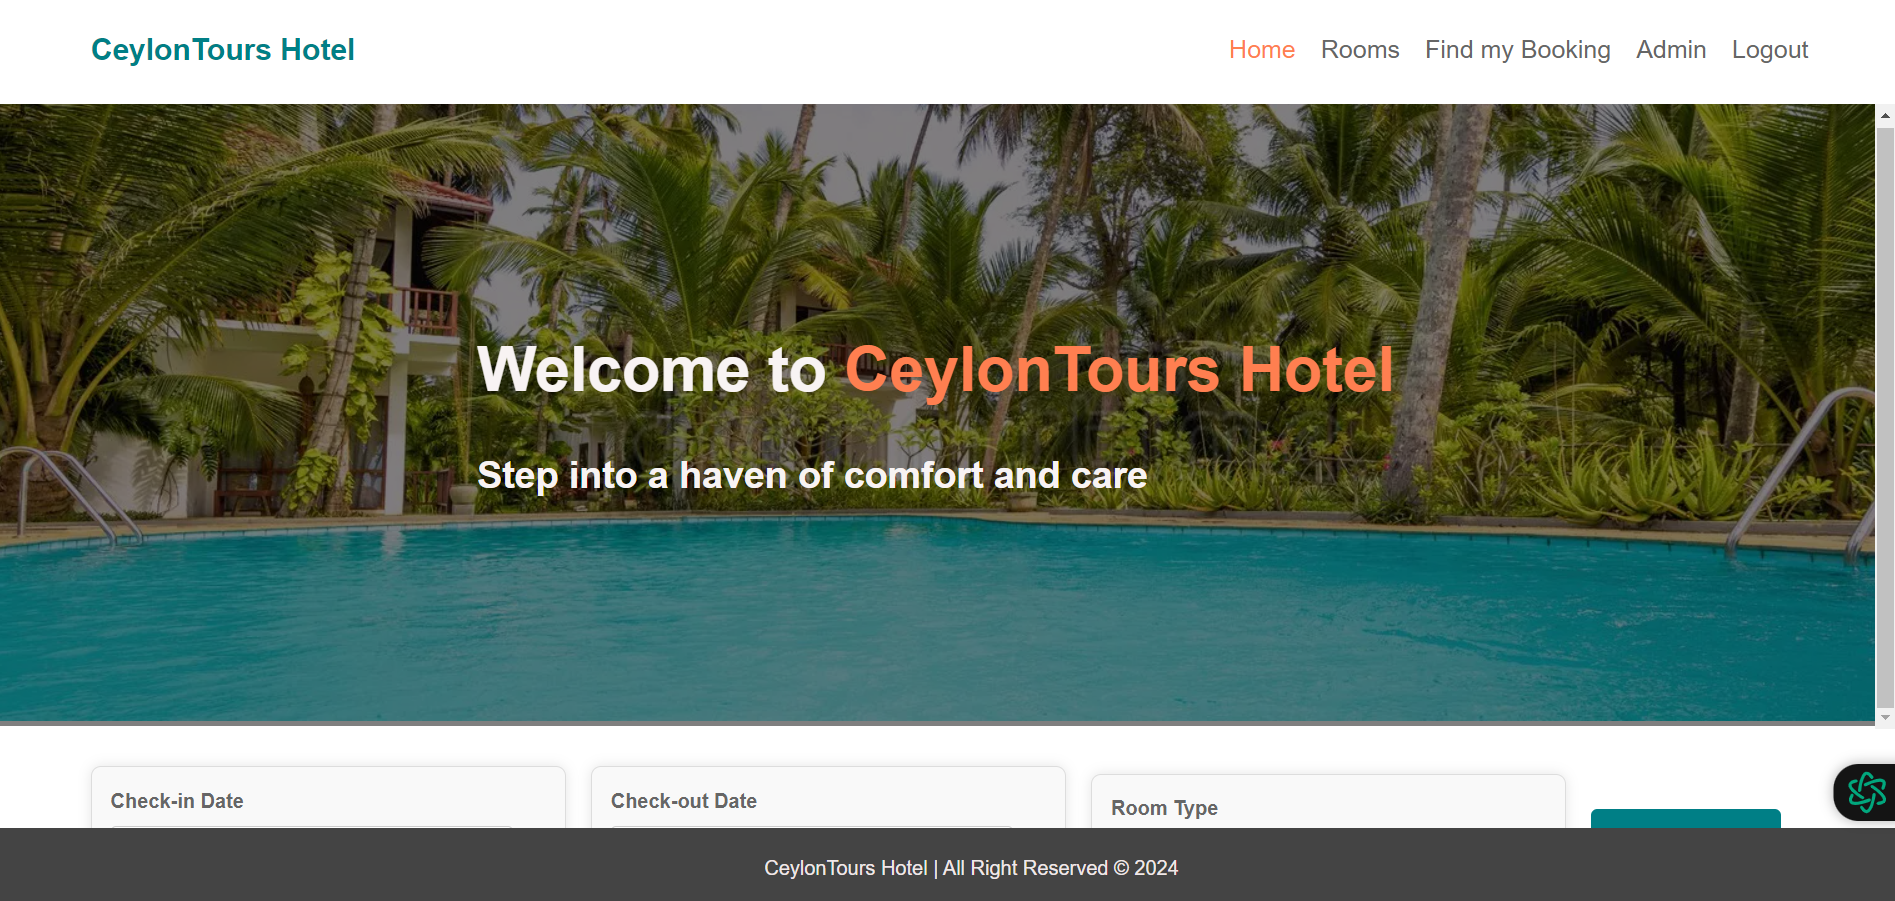 CeylonTours Hotel
Home Rooms Find my Booking Admin Logout
Welcome to CeylonTours Hotel
Step into a haven of comfort and care
Check-in Date
Check-out Date
Room Type
CeylonTours Hotel | All Right Reserved © 2024